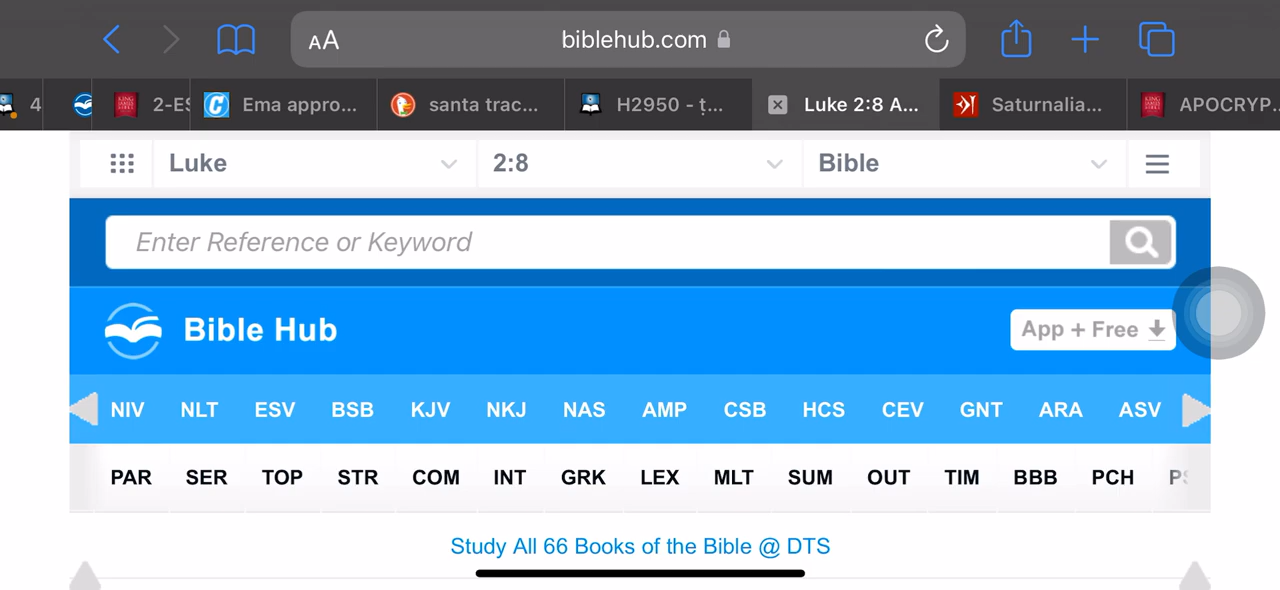 AA biblehub.com
4 2-ES Ema appro... santa trac... H2950 - ţ... Luke 2:8 A... Saturnalia... APOCRYP...
Luke 2:8 Bible
Enter Reference or Keyword
Bible Hub App + Free
NIV NLT ESV BSB KJV NKJ NAS AMP CSB HCS CEV GNT ARA ASV
PAR SER TOP STR COM INT GRK LEX MLT SUM OUT TIM BBB PCH
Study All 66 Books of the Bible @ DTS